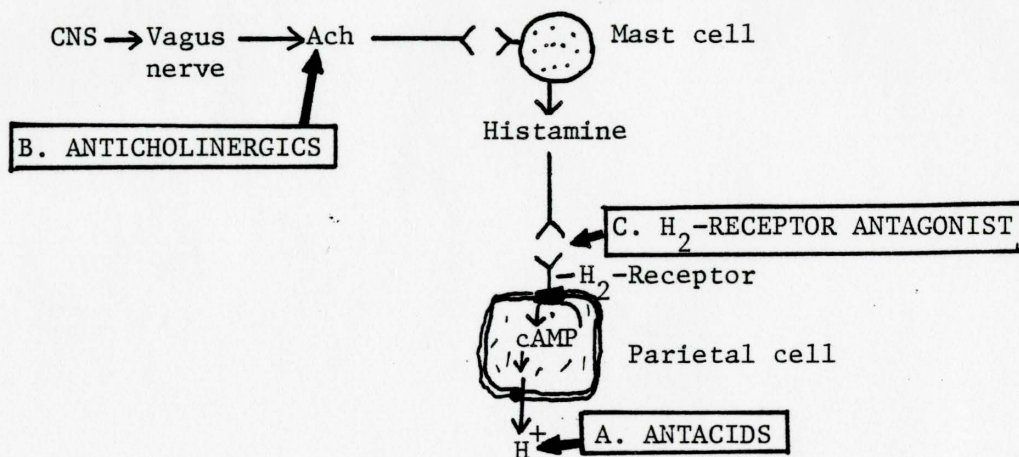 CNS → Vagus nerve → Ach
Mast cell
B. ANTICHOLINERGICS
Histamine
C. H₂-RECEPTOR ANTAGONIST
H₂-Receptor
cAMP
Parietal cell
H⁺
A. ANTACIDS